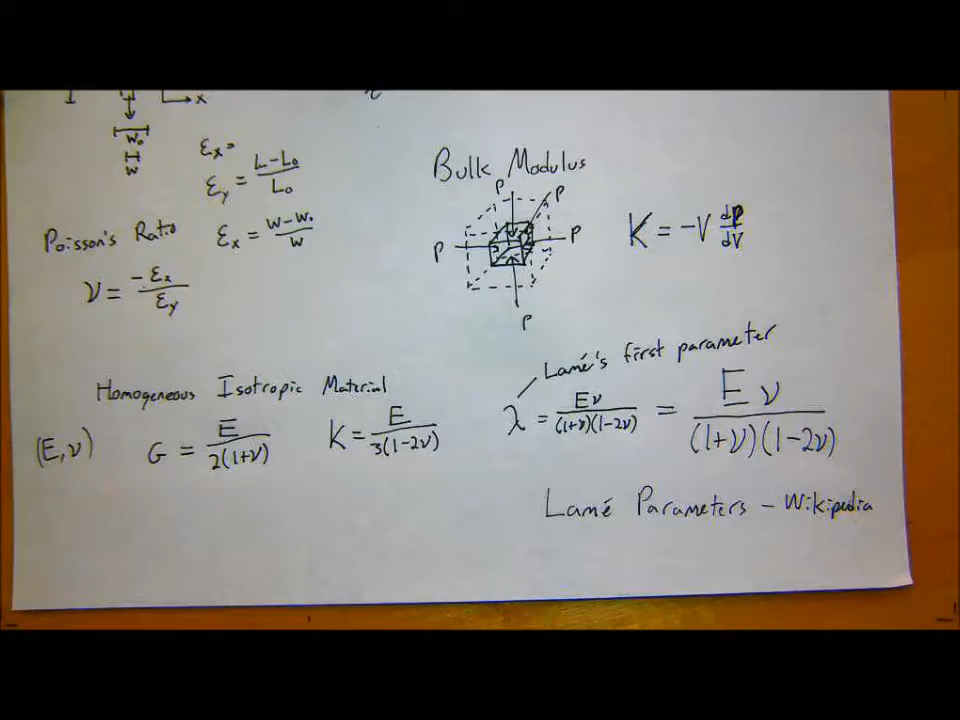 x
w₀
w
εx =
εy = (L - L₀)/L₀
Poisson's Ratio
εx = (w - w₀)/w
ν = -εx/εy
Bulk Modulus
P
P
P
P
P
K = -V dP/dV
Homogeneous Isotropic Material
(E, ν)
G = E/2(1+ν)
K = E/3(1-2ν)
Lamé's first parameter
λ = Eν/(1+ν)(1-2ν) = Eν/(1+ν)(1-2ν)
Lamé Parameters - Wikipedia